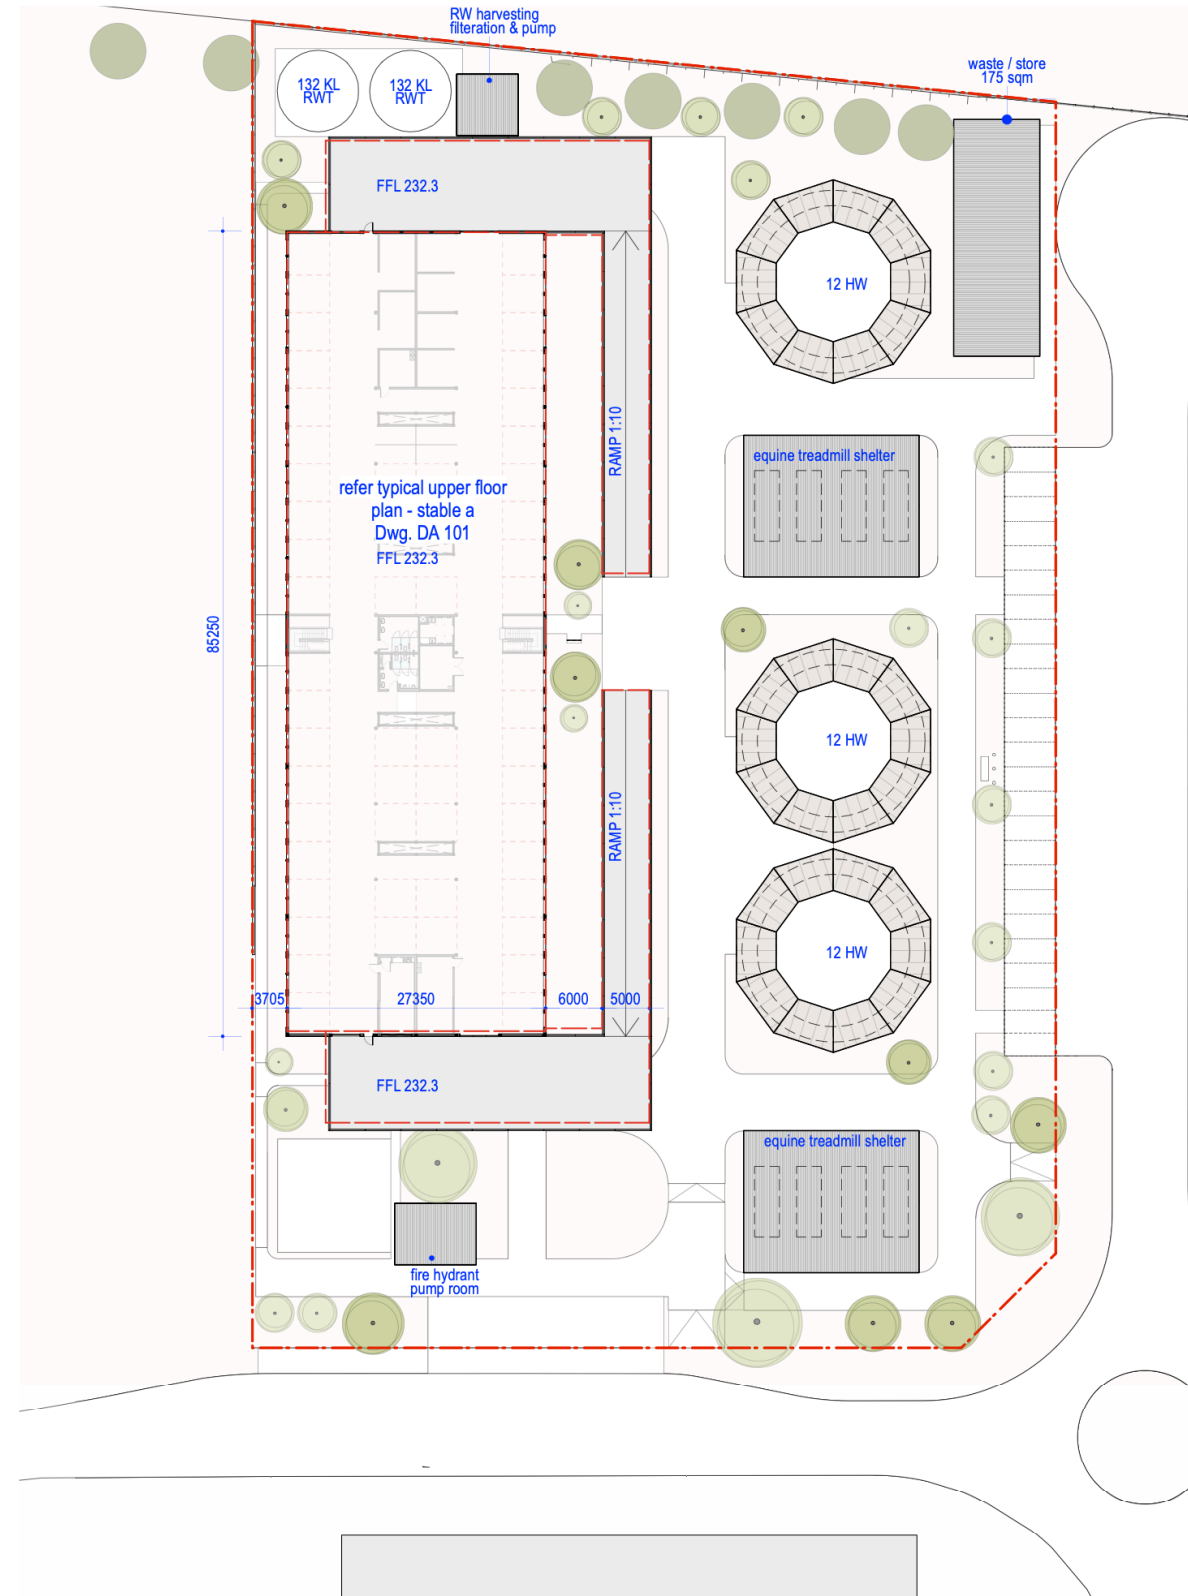 RW harvesting
filteration & pump
waste / store
175 sqm
132 KL
RWT
132 KL
RWT
FFL 232.3
12 HW
RAMP 1:10
equine treadmill shelter
refer typical upper floor
plan - stable a
Dwg. DA 101
FFL 232.3
85250
12 HW
RAMP 1:10
12 HW
3705
27350
6000
5000
FFL 232.3
equine treadmill shelter
fire hydrant
pump room